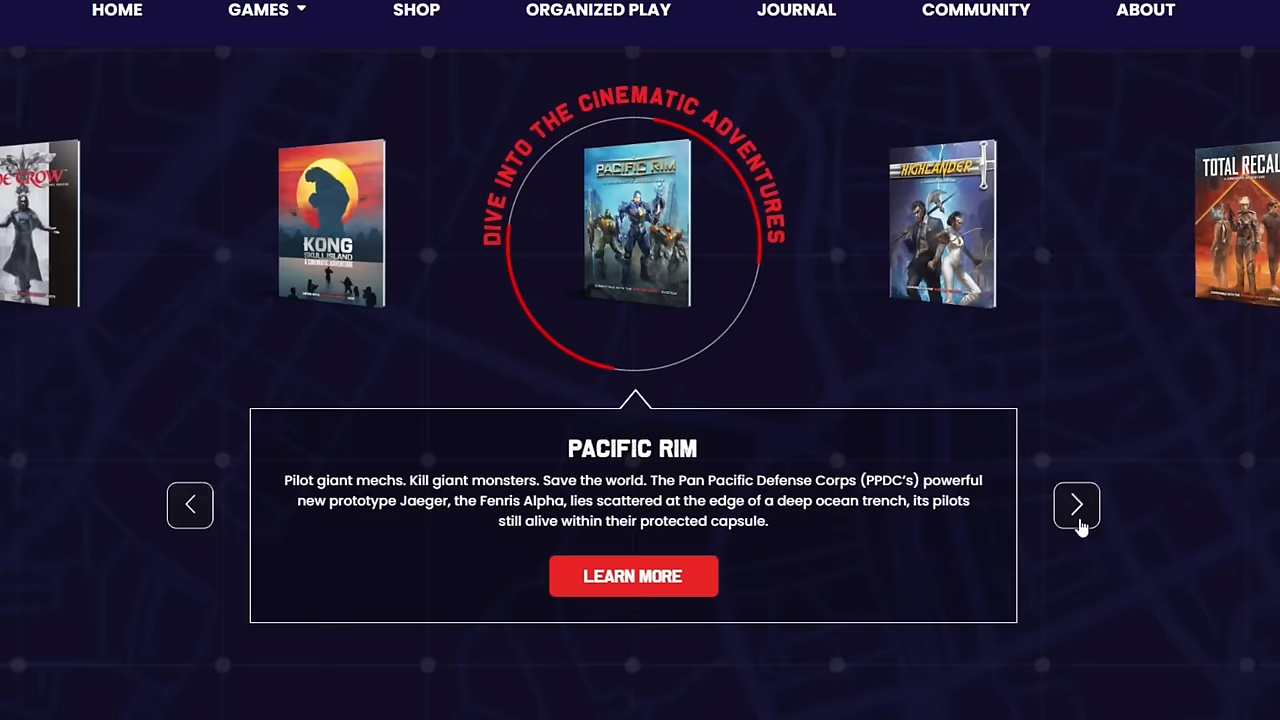 HOME
GAMES
SHOP
ORGANIZED PLAY
JOURNAL
COMMUNITY
ABOUT
DIVE INTO THE CINEMATIC ADVENTURES
CROW
KONG
SKULL ISLAND
A CINEMATIC ADVENTURE
PACIFIC RIM
HIGHLANDER
TOTAL RECAL
PACIFIC RIM
Pilot giant mechs. Kill giant monsters. Save the world. The Pan Pacific Defense Corps (PPDC's) powerful
new prototype Jaeger, the Fenris Alpha, lies scattered at the edge of a deep ocean trench, its pilots
still alive within their protected capsule.
LEARN MORE